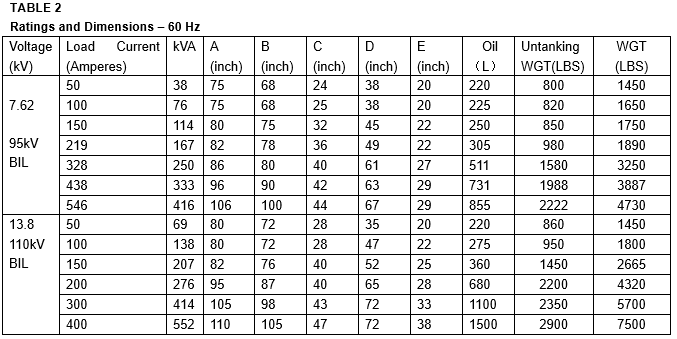 TABLE 2
Ratings and Dimensions – 60 Hz
Voltage Load Current kVA A B C D E Oil Untanking WGT
(kV) (Amperes) (inch) (inch) (inch) (inch) (inch) (L) WGT(LBS) (LBS)
50 38 75 68 24 38 20 220 800 1450
7.62 100 76 75 68 25 38 20 225 820 1650
150 114 80 75 32 45 22 250 850 1750
95kV 219 167 82 78 36 49 22 305 980 1890
BIL 328 250 86 80 40 61 27 511 1580 3250
438 333 96 90 42 63 29 731 1988 3887
546 416 106 100 44 67 29 855 2222 4730
13.8 50 69 80 72 28 35 20 220 860 1450
110kV 100 138 80 72 28 47 22 275 950 1800
BIL 150 207 82 76 40 52 25 360 1450 2665
200 276 95 87 40 65 28 680 2200 4320
300 414 105 98 43 72 33 1100 2350 5700
400 552 110 105 47 72 38 1500 2900 7500